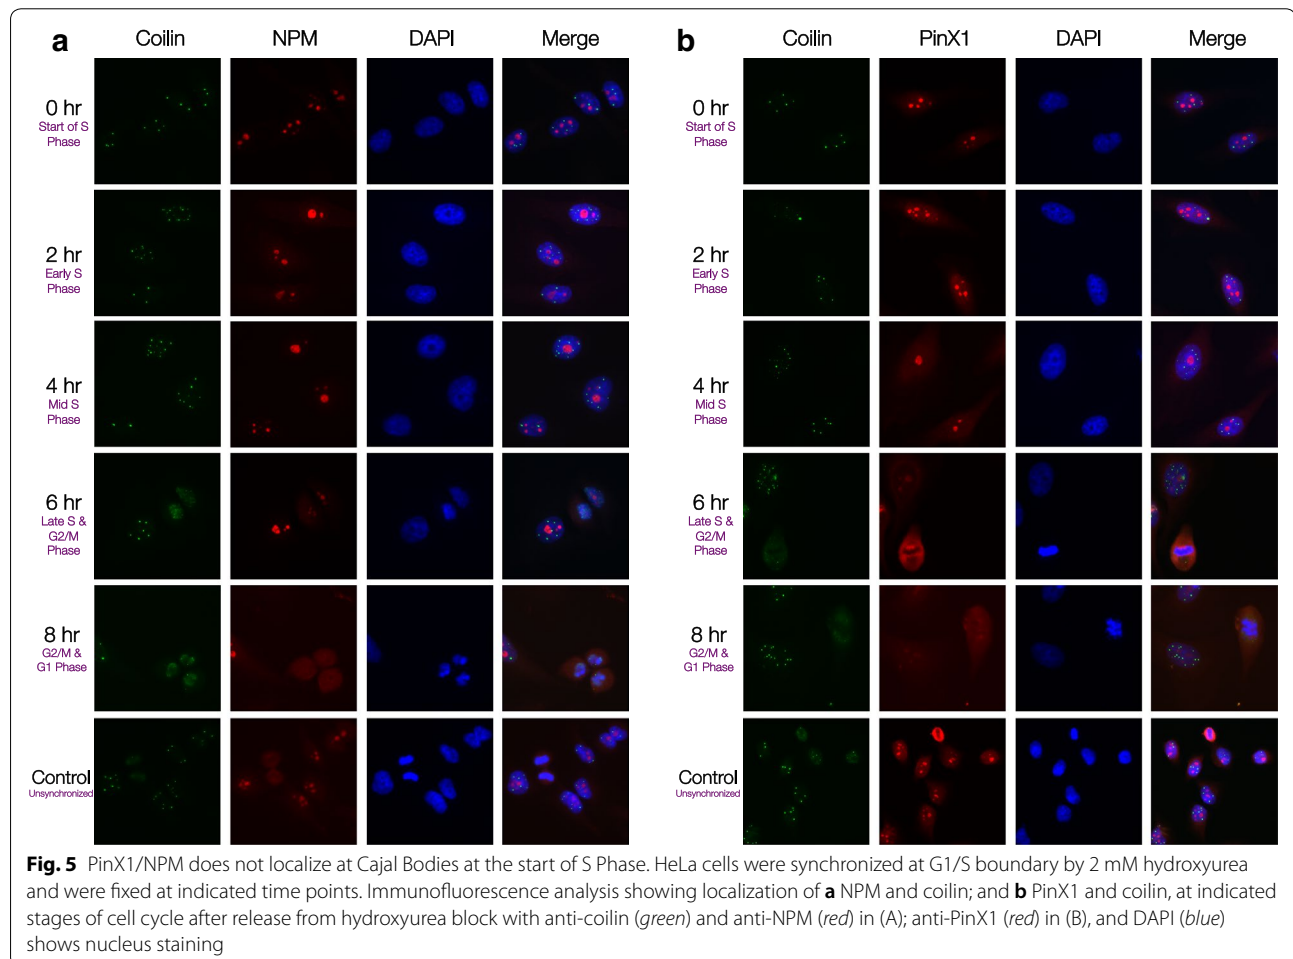 a
Coilin NPM DAPI Merge
0 hr
Start of S
Phase
2 hr
Early S
Phase
4 hr
Mid S
Phase
6 hr
Late S &
G2/M
Phase
8 hr
G2/M &
G1 Phase
Control
Unsynchronized
b
Coilin PinX1 DAPI Merge
0 hr
Start of S
Phase
2 hr
Early S
Phase
4 hr
Mid S
Phase
6 hr
Late S &
G2/M
Phase
8 hr
G2/M &
G1 Phase
Control
Unsynchronized
Fig. 5 PinX1/NPM does not localize at Cajal Bodies at the start of S Phase. HeLa cells were synchronized at G1/S boundary by 2 mM hydroxyurea
and were fixed at indicated time points. Immunofluorescence analysis showing localization of a NPM and coilin; and b PinX1 and coilin, at indicated
stages of cell cycle after release from hydroxyurea block with anti-coilin (green) and anti-NPM (red) in (A); anti-PinX1 (red) in (B), and DAPI (blue)
shows nucleus staining